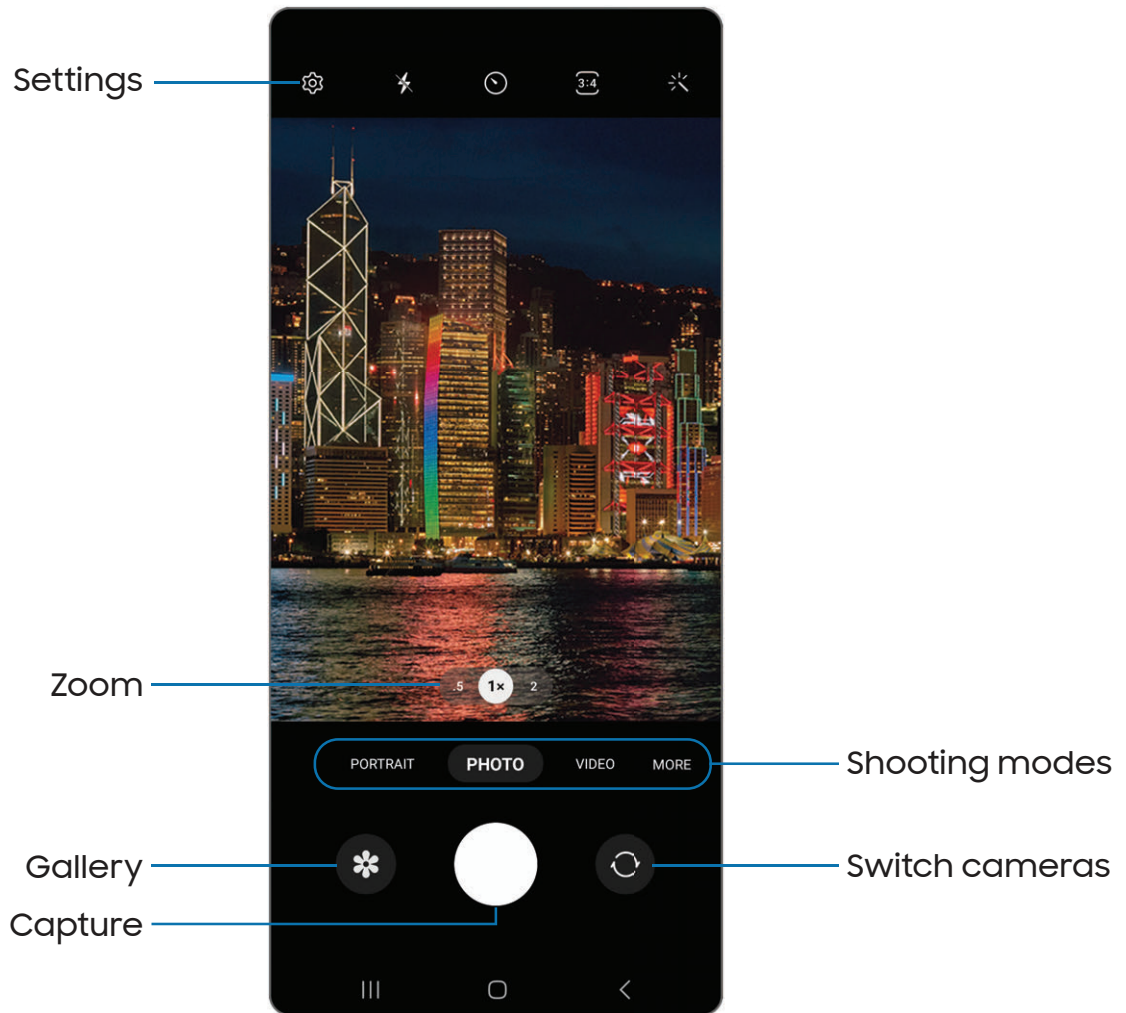 Settings
3:4
Zoom
.5 1× 2
PORTRAIT PHOTO VIDEO MORE
Shooting modes
Gallery
Switch cameras
Capture